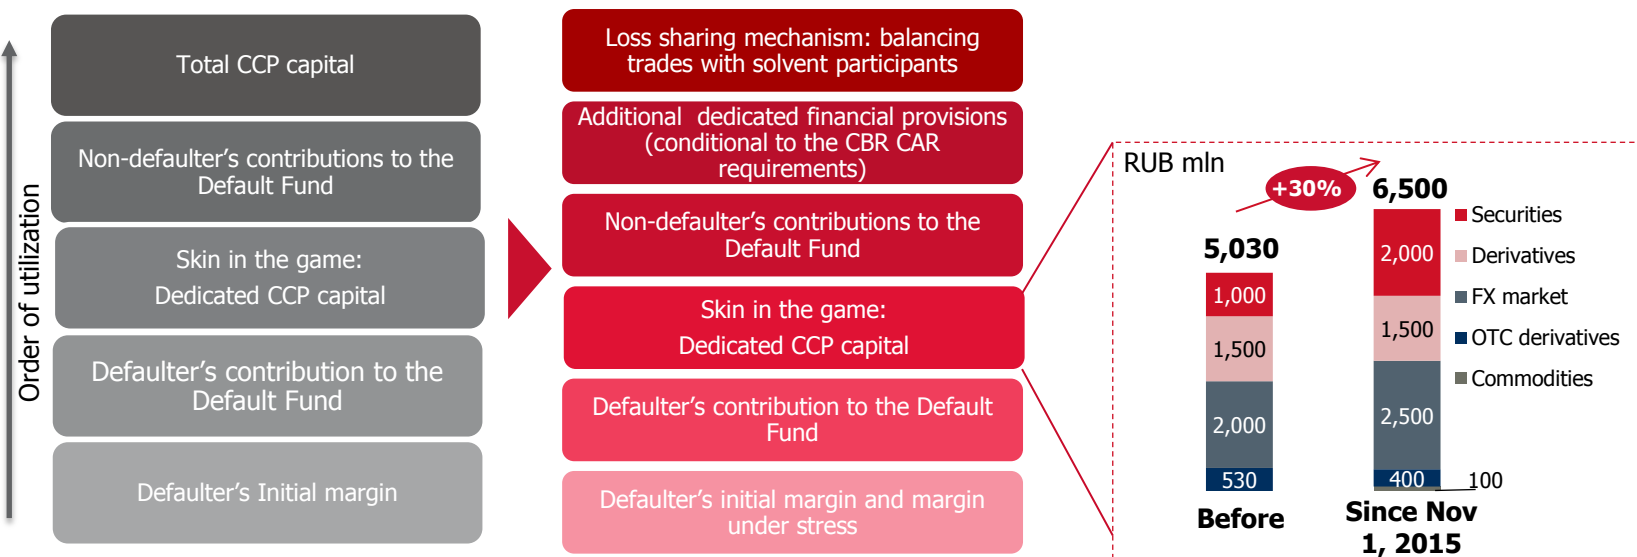 Order of utilization
Total CCP capital
Non-defaulter's contributions to the
Default Fund
Skin in the game:
Dedicated CCP capital
Defaulter's contribution to the
Default Fund
Defaulter's Initial margin
Loss sharing mechanism: balancing
trades with solvent participants
Additional dedicated financial provisions
(conditional to the CBR CAR
requirements)
Non-defaulter's contributions to the
Default Fund
Skin in the game:
Dedicated CCP capital
Defaulter's contribution to the Default
Fund
Defaulter's initial margin and margin
under stress
RUB mln
+30%
5,030
1,000
1,500
2,000
530
Before
6,500
2,000
1,500
2,500
400
100
Since Nov
1, 2015
Securities
Derivatives
FX market
OTC derivatives
Commodities